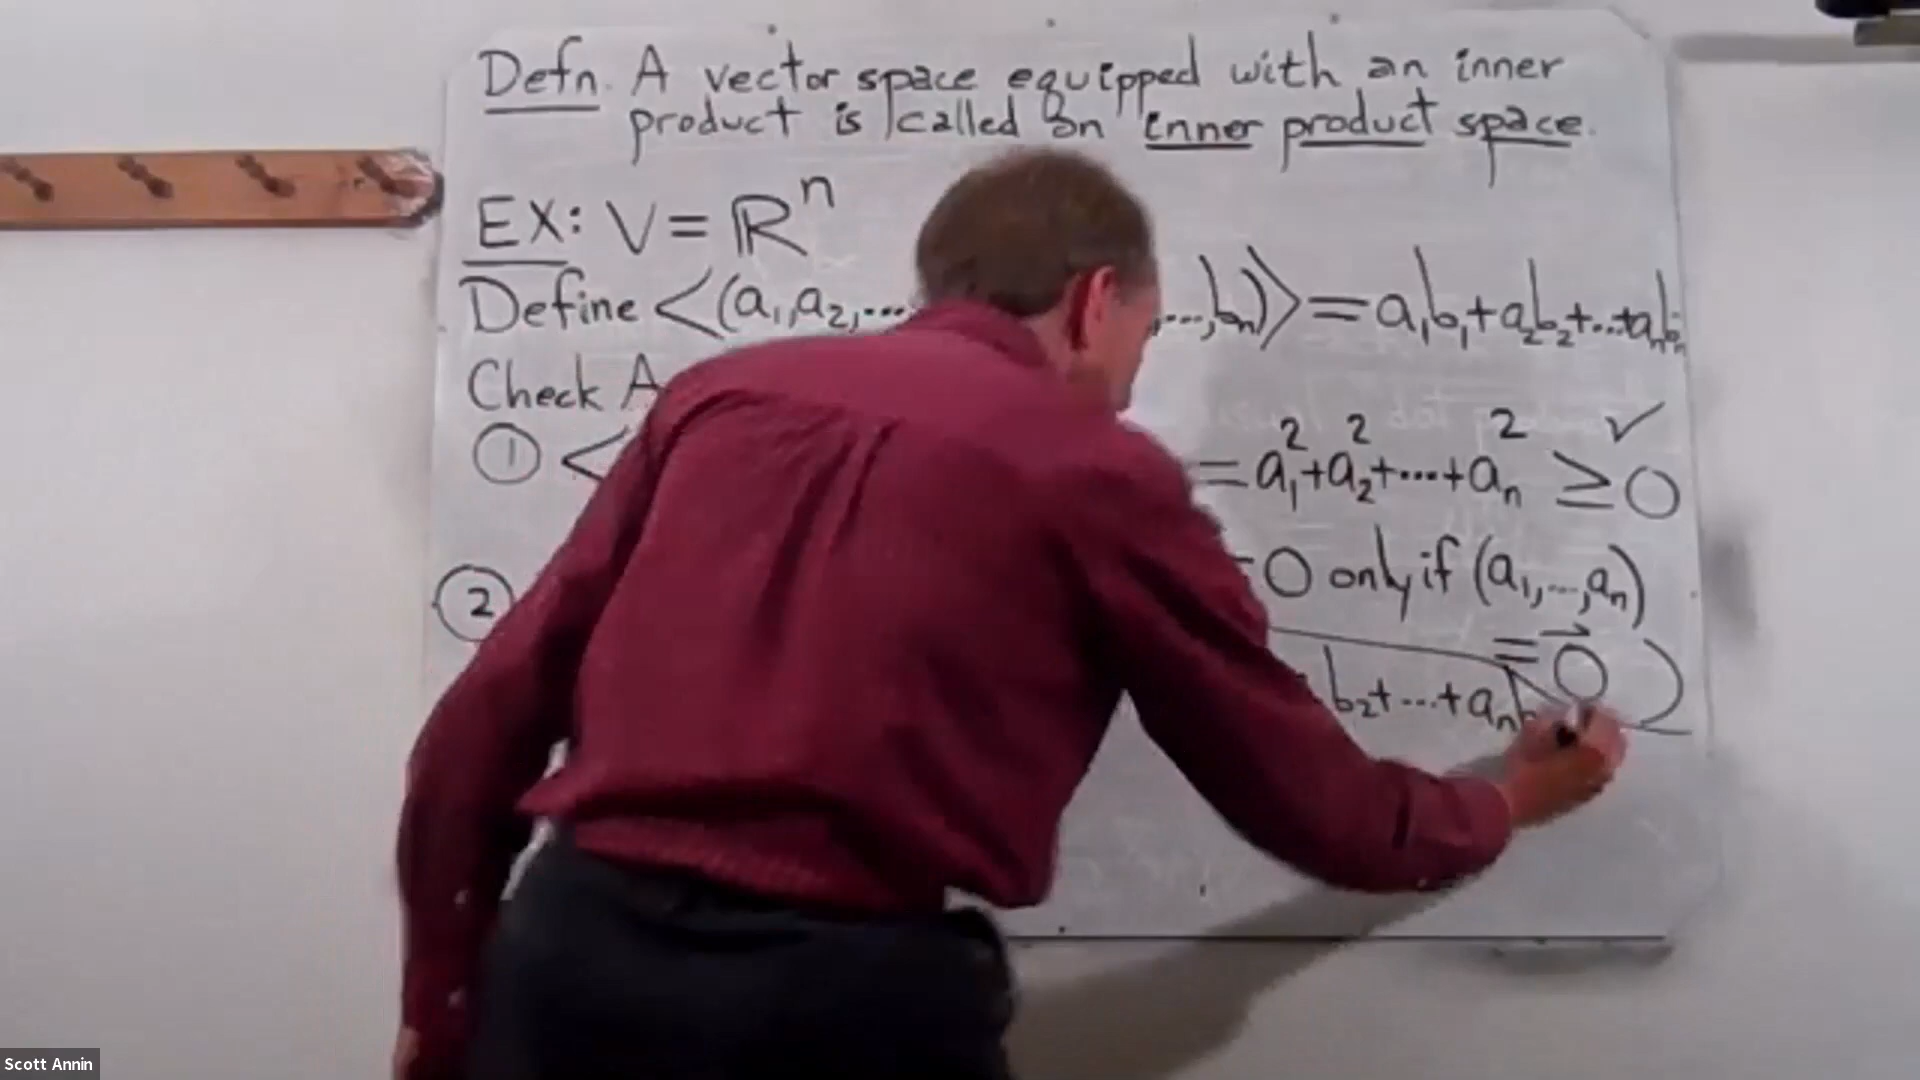 Defn. A vector space equipped with an inner
product is called an inner product space.
EX: V = ℝⁿ
Define <(a₁,a₂,... ,...,bₙ)> = a₁b₁+a₂b₂+...+aₙbₙ
Check A
① < = a₁²+a₂²+...+aₙ² ≥ 0 ✓
= 0 only if (a₁,...,aₙ)
= 0⃗ )
② b₂+...+aₙb
Scott Annin